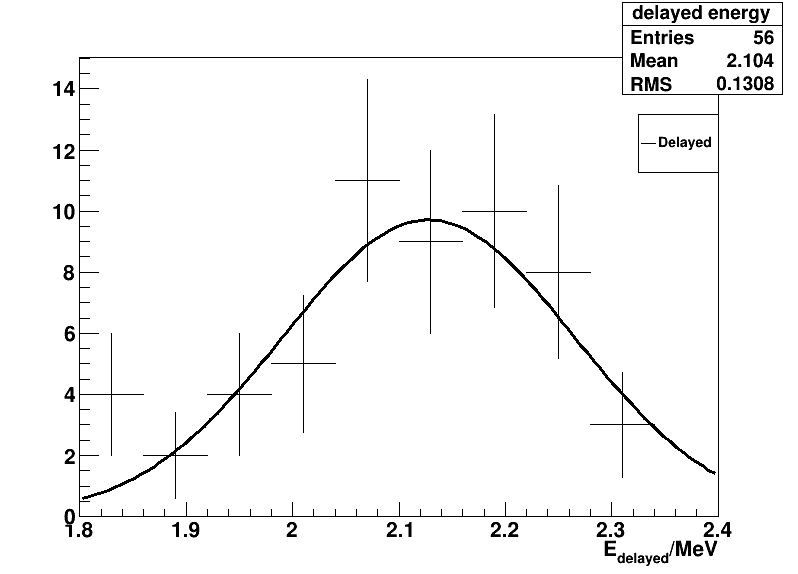 delayed energy
Entries 56
Mean 2.104
RMS 0.1308
Delayed
14
12
10
8
6
4
2
0
1.8 1.9 2 2.1 2.2 2.3 2.4
E_delayed/MeV